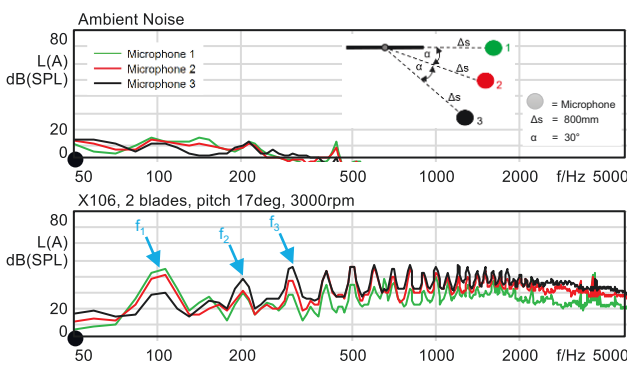 Ambient Noise
80
L(A)
dB(SPL)
20
0
Microphone 1
Microphone 2
Microphone 3
Δs
1
α
Δs
2
α
Δs
3
= Microphone
Δs = 800mm
α = 30°
50 100 200 500 1000 2000 f/Hz 5000
X106, 2 blades, pitch 17deg, 3000rpm
80
L(A)
dB(SPL)
20
0
f1
f2
f3
50 100 200 500 1000 2000 f/Hz 5000